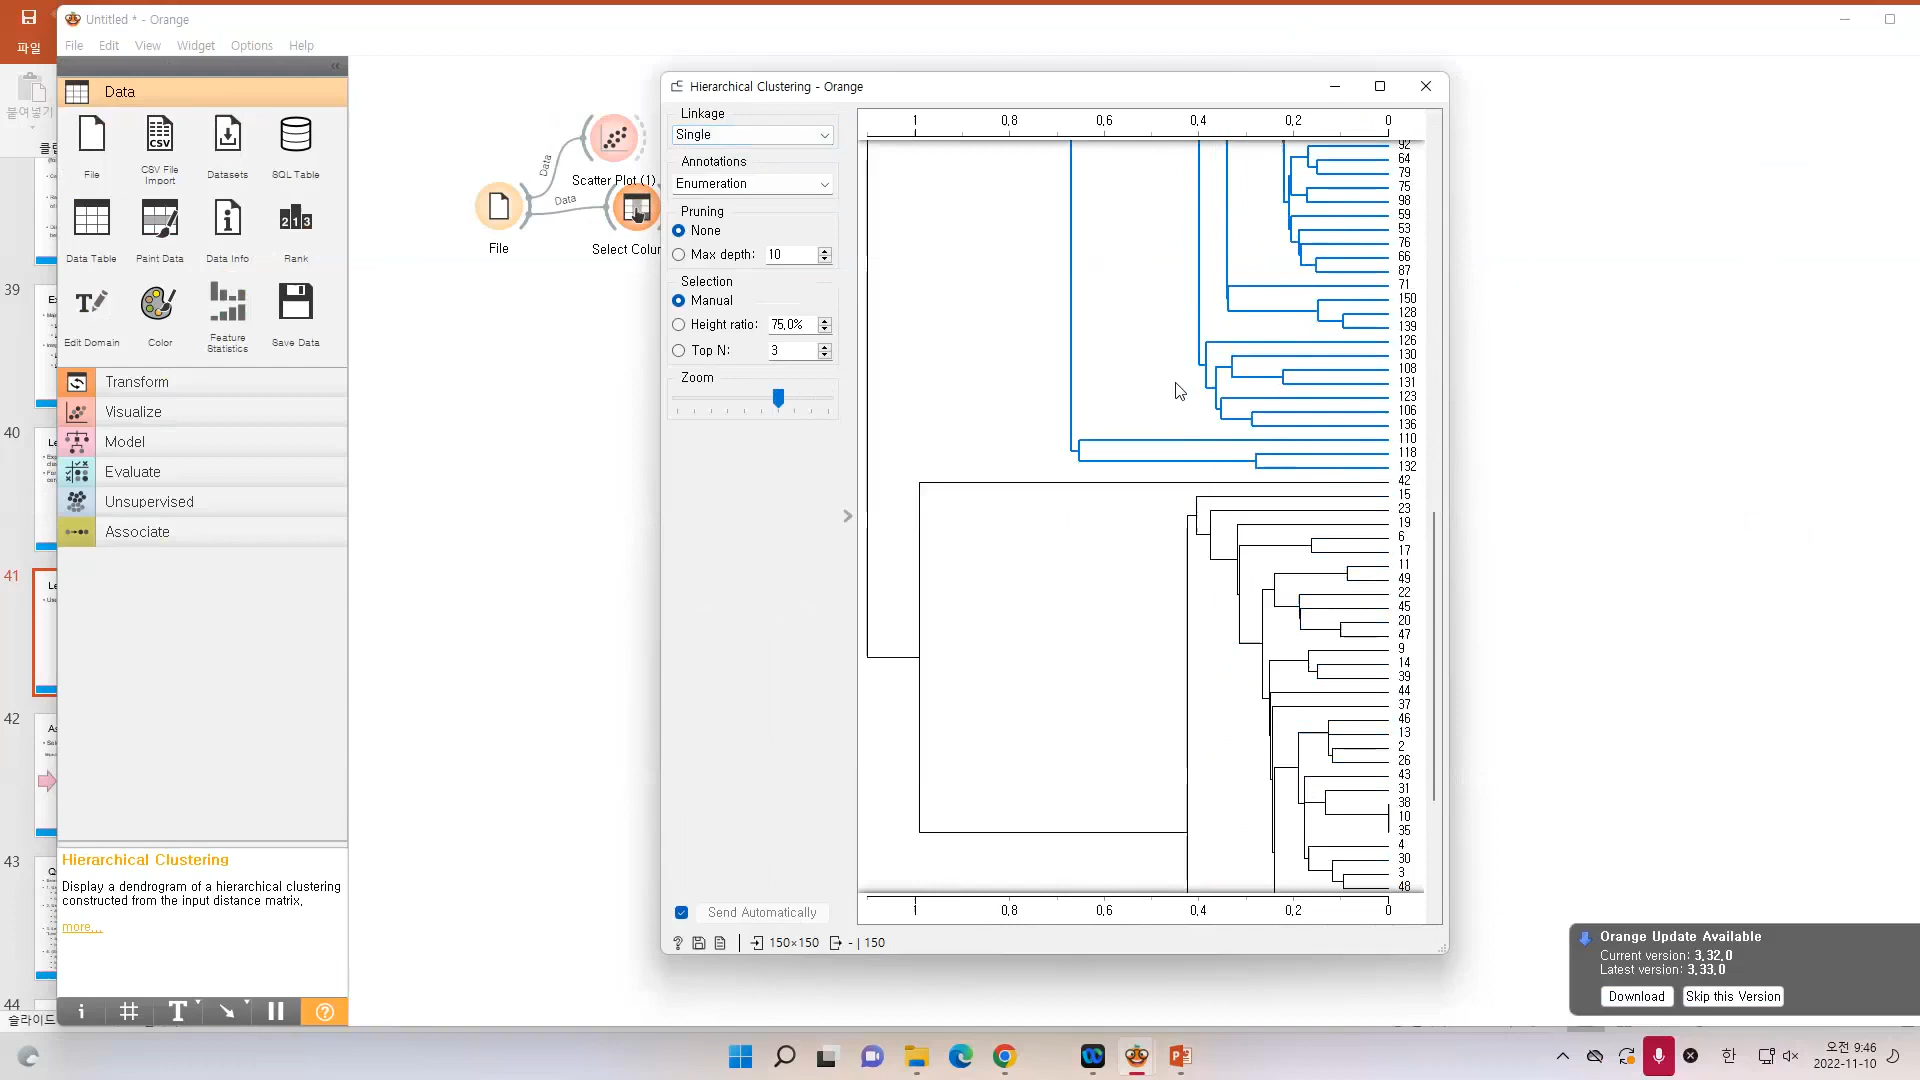 Untitled * - Orange
File Edit View Widget Options Help
파일
붙여넣기
Data
File
CSV File Import
Datasets
SQL Table
Data Table
Paint Data
Data Info
Rank
Edit Domain
Color
Feature Statistics
Save Data
Transform
Visualize
Model
Evaluate
Unsupervised
Associate
Hierarchical Clustering
Display a dendrogram of a hierarchical clustering
constructed from the input distance matrix.
more...
39
40
41
42
43
44
슬라이드
File
Data
Data
Scatter Plot (1)
Select Colu
Hierarchical Clustering - Orange
Linkage
Single
Annotations
Enumeration
Pruning
None
Max depth: 10
Selection
Manual
Height ratio: 75,0%
Top N: 3
Zoom
Send Automatically
150×150 - | 150
1 0,8 0,6 0,4 0,2 0
92
64
79
75
98
59
53
76
66
87
71
150
128
139
126
130
108
131
123
106
136
110
118
132
42
15
23
19
6
17
11
49
22
45
20
47
9
14
39
44
37
46
13
2
26
43
31
38
10
35
4
30
3
48
1 0,8 0,6 0,4 0,2 0
Orange Update Available
Current version: 3,32,0
Latest version: 3,33,0
Download
Skip this Version
한
오전 9:46
2022-11-10